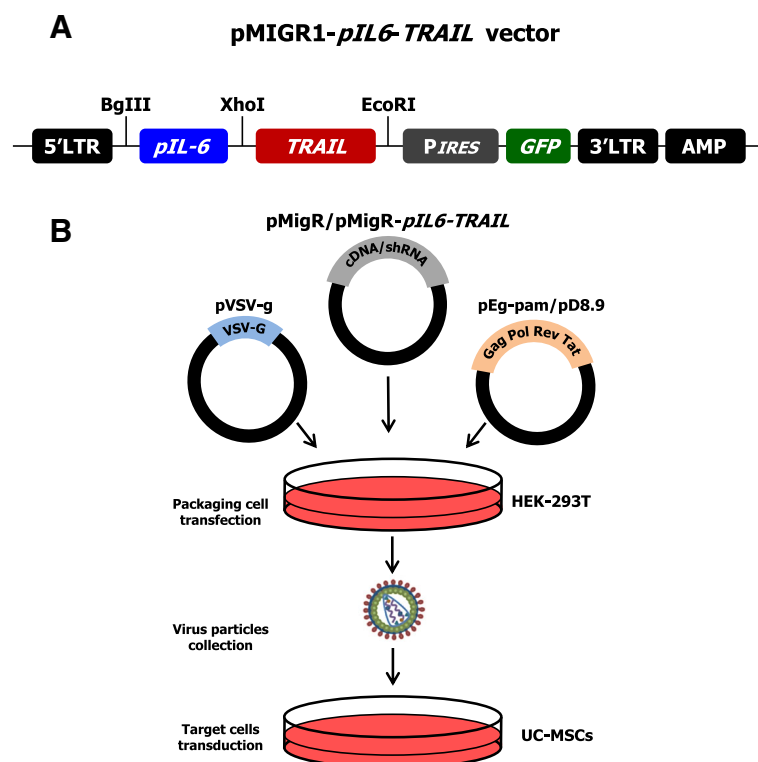 A
pMIGR1-pIL6-TRAIL vector
BgIII XhoI EcoRI
5'LTR pIL-6 TRAIL PIRES GFP 3'LTR AMP
B
pMigR/pMigR-pIL6-TRAIL
cDNA/shRNA
pVSV-g
VSV-G
pEg-pam/pD8.9
Gag Pol Rev Tat
Packaging cell
transfection
HEK-293T
Virus particles
collection
Target cells
transduction
UC-MSCs